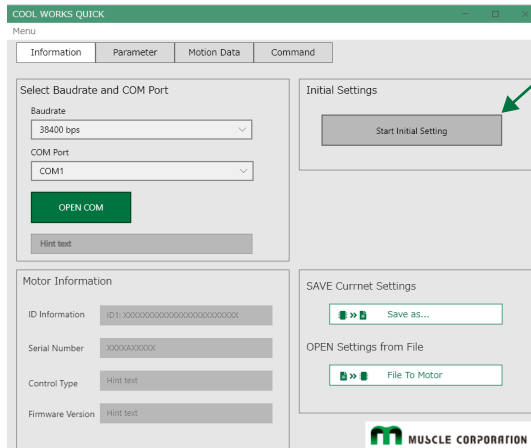 COOL WORKS QUICK
Menu
Information Parameter Motion Data Command
Select Baudrate and COM Port
Baudrate
38400 bps
COM Port
COM1
OPEN COM
Hint text
Initial Settings
Start Initial Setting
Motor Information
ID Information ID1: XXXXXXXXXXXXXXXXXXXXXXXXXX
Serial Number XXXXAXXXXX
Control Type Hint text
Firmware Version Hint text
SAVE Currnet Settings
Save as...
OPEN Settings from File
File To Motor
MUSCLE CORPORATION